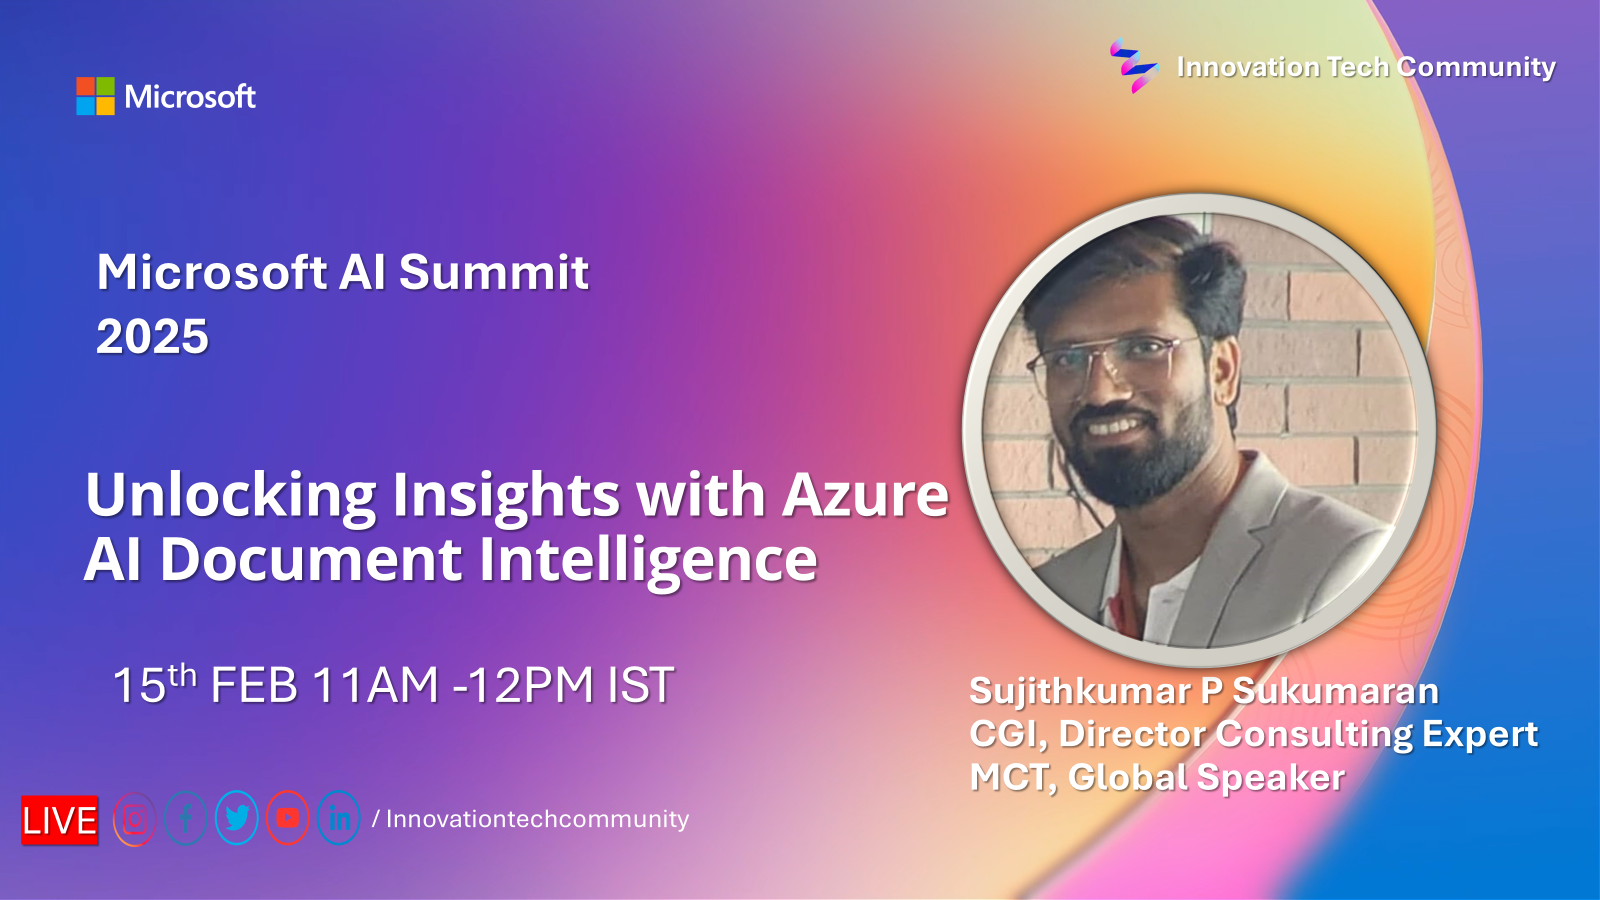 Microsoft
Innovation Tech Community
Microsoft AI Summit
2025
Unlocking Insights with Azure
AI Document Intelligence
15th FEB 11AM -12PM IST
Sujithkumar P Sukumaran
CGI, Director Consulting Expert
MCT, Global Speaker
LIVE
/ Innovationtechcommunity